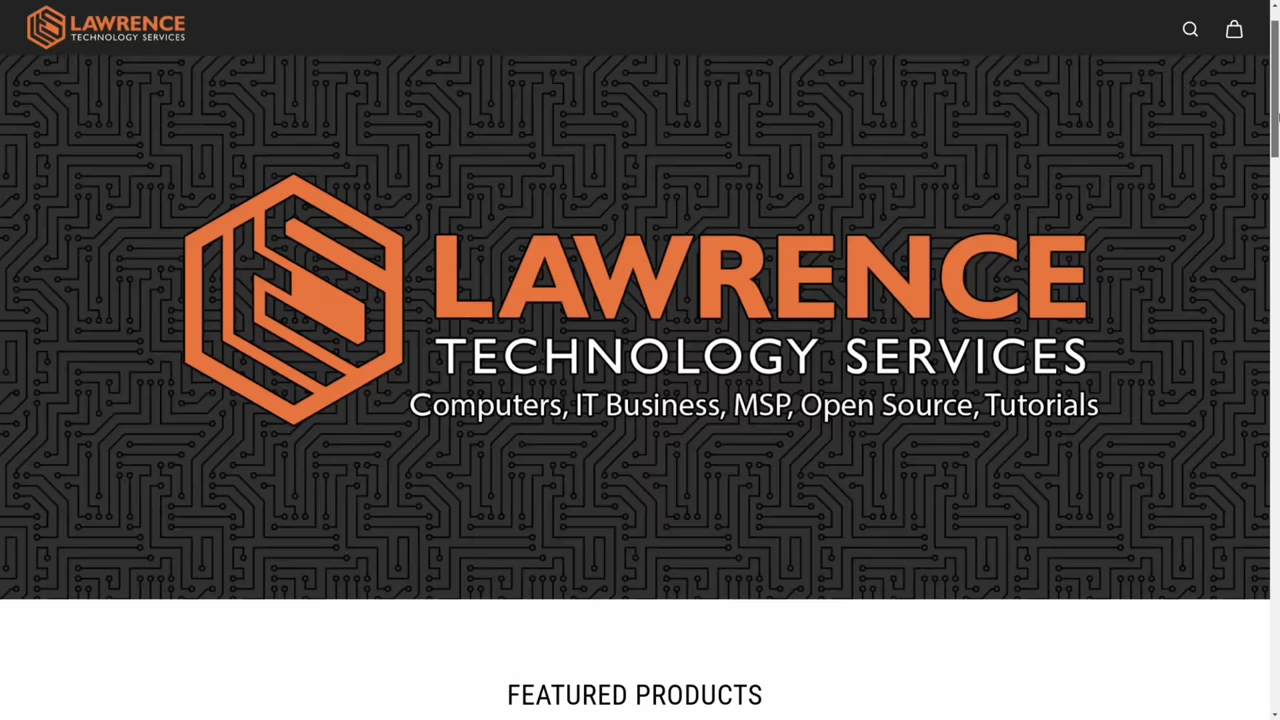 LAWRENCE
TECHNOLOGY SERVICES
LAWRENCE
TECHNOLOGY SERVICES
Computers, IT Business, MSP, Open Source, Tutorials
FEATURED PRODUCTS